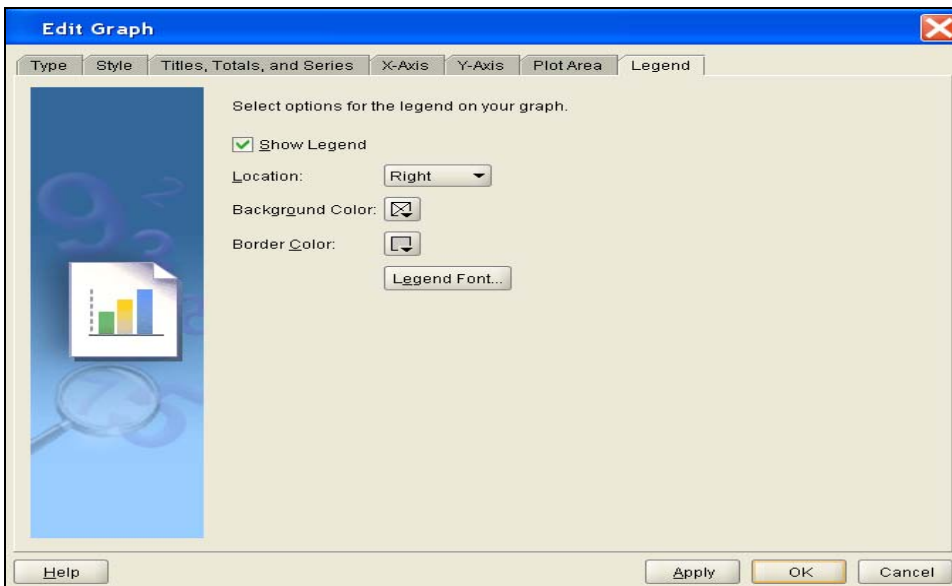 Edit Graph
Type Style Titles, Totals, and Series X-Axis Y-Axis Plot Area Legend
Select options for the legend on your graph.
Show Legend
Location: Right
Background Color:
Border Color:
Legend Font...
Help Apply OK Cancel